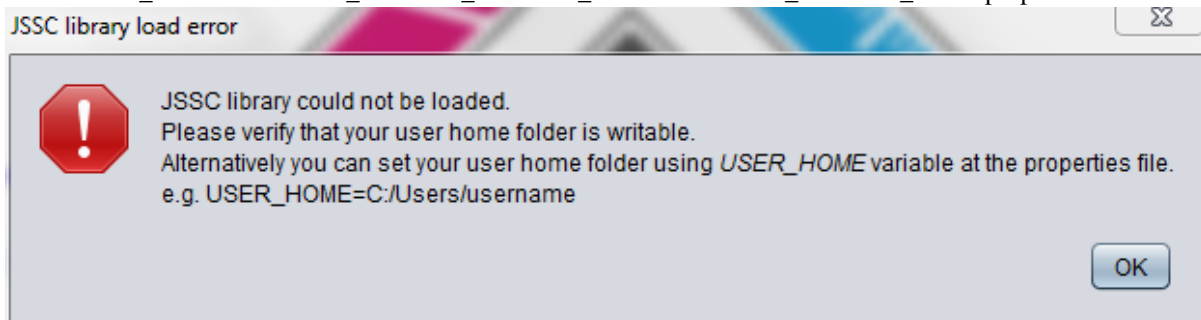 JSSC library load error
JSSC library could not be loaded.
Please verify that your user home folder is writable.
Alternatively you can set your user home folder using USER_HOME variable at the properties file.
e.g. USER_HOME=C:/Users/username
OK